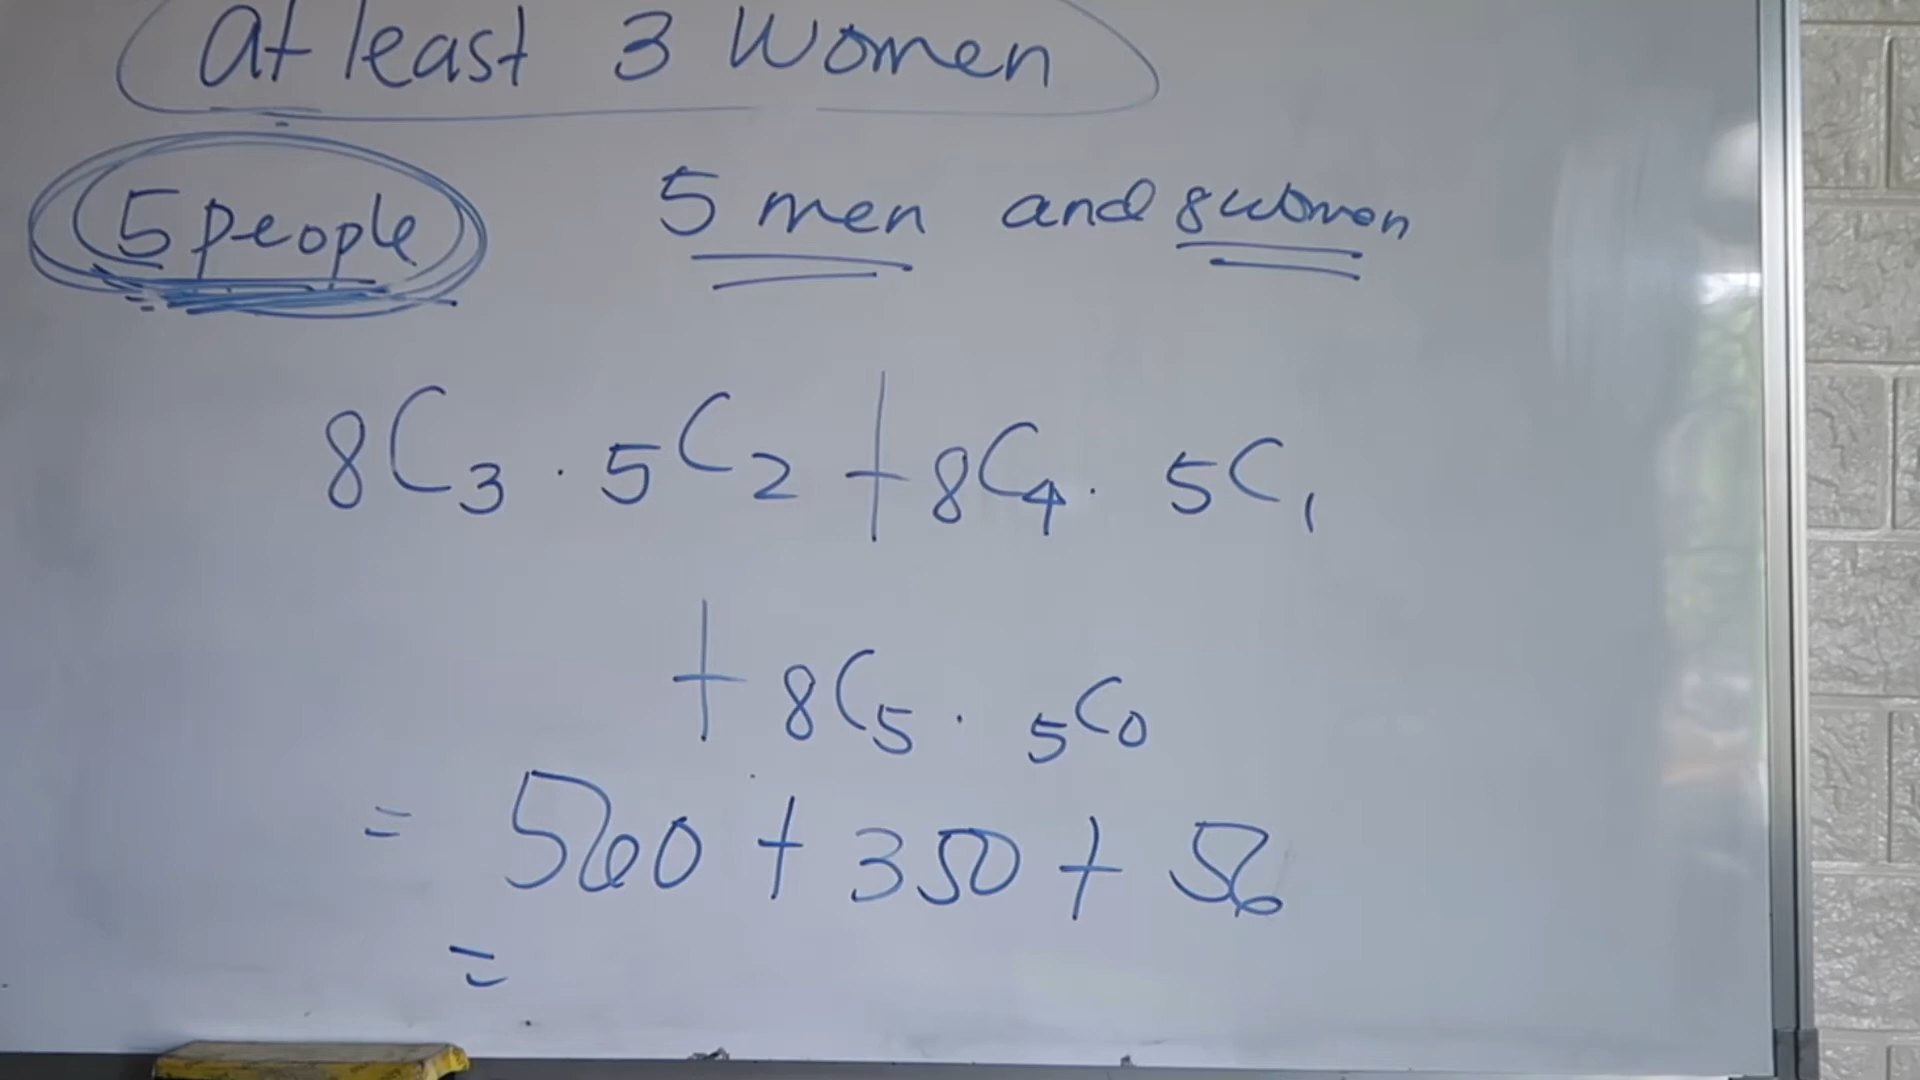 at least 3 women
5 people 5 men and 8 women
8C3 · 5C2 + 8C4 · 5C1
+ 8C5 · 5C0
= 560 + 350 + 56
=